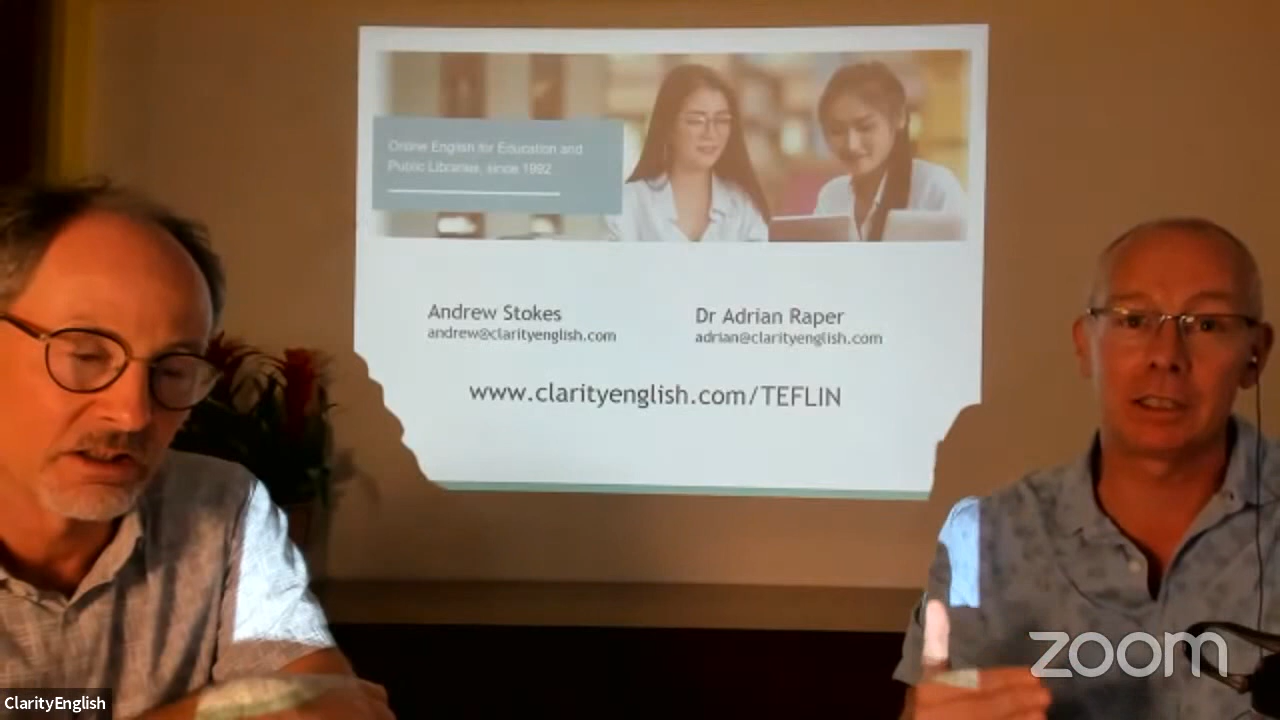 Online English for Education and
Public Libraries, since 1992
Andrew Stokes
andrew@clarityenglish.com
Dr Adrian Raper
adrian@clarityenglish.com
www.clarityenglish.com/TEFLIN
zoom
ClarityEnglish